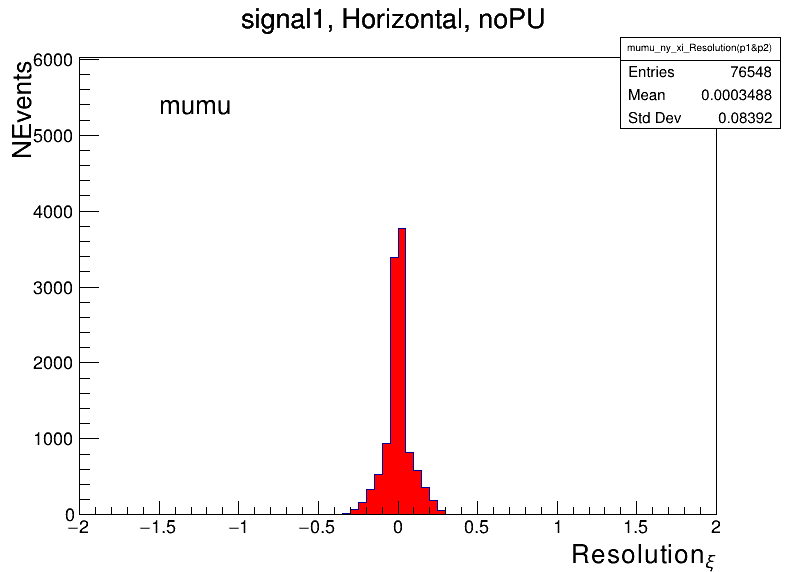 signal1, Horizontal, noPU
mumu_ny_xi_Resolution(p1&p2)
Entries 76548
Mean 0.0003488
Std Dev 0.08392
NEvents
mumu
6000
5000
4000
3000
2000
1000
0
−2 −1.5 −1 −0.5 0 0.5 1 1.5 2
Resolutionξ